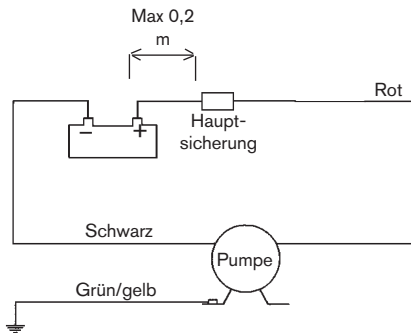 Max 0,2
m
Rot
− +
Haupt-
sicherung
Schwarz
Pumpe
Grün/gelb